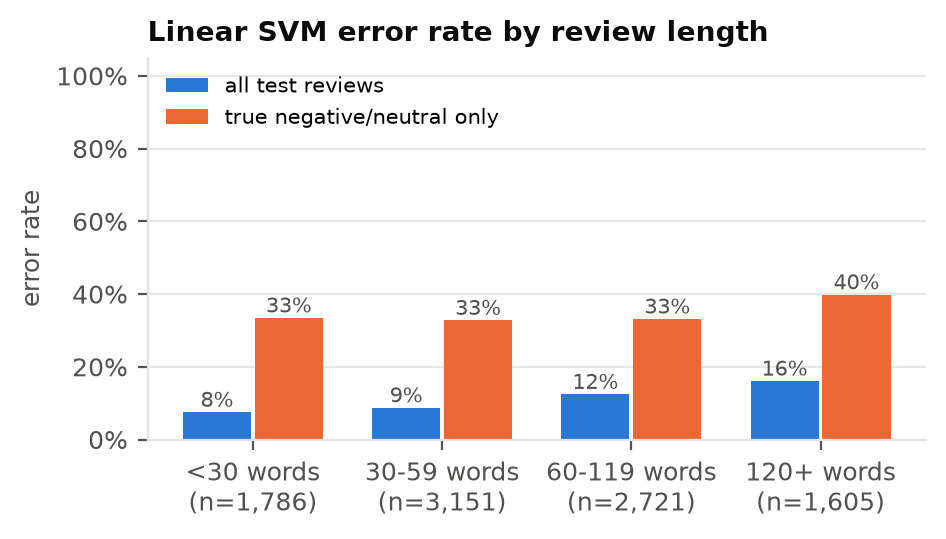 Linear SVM error rate by review length
100%
80%
60%
40%
20%
0%
error rate
all test reviews
true negative/neutral only
8%
33%
9%
33%
12%
33%
16%
40%
<30 words
(n=1,786)
30-59 words
(n=3,151)
60-119 words
(n=2,721)
120+ words
(n=1,605)